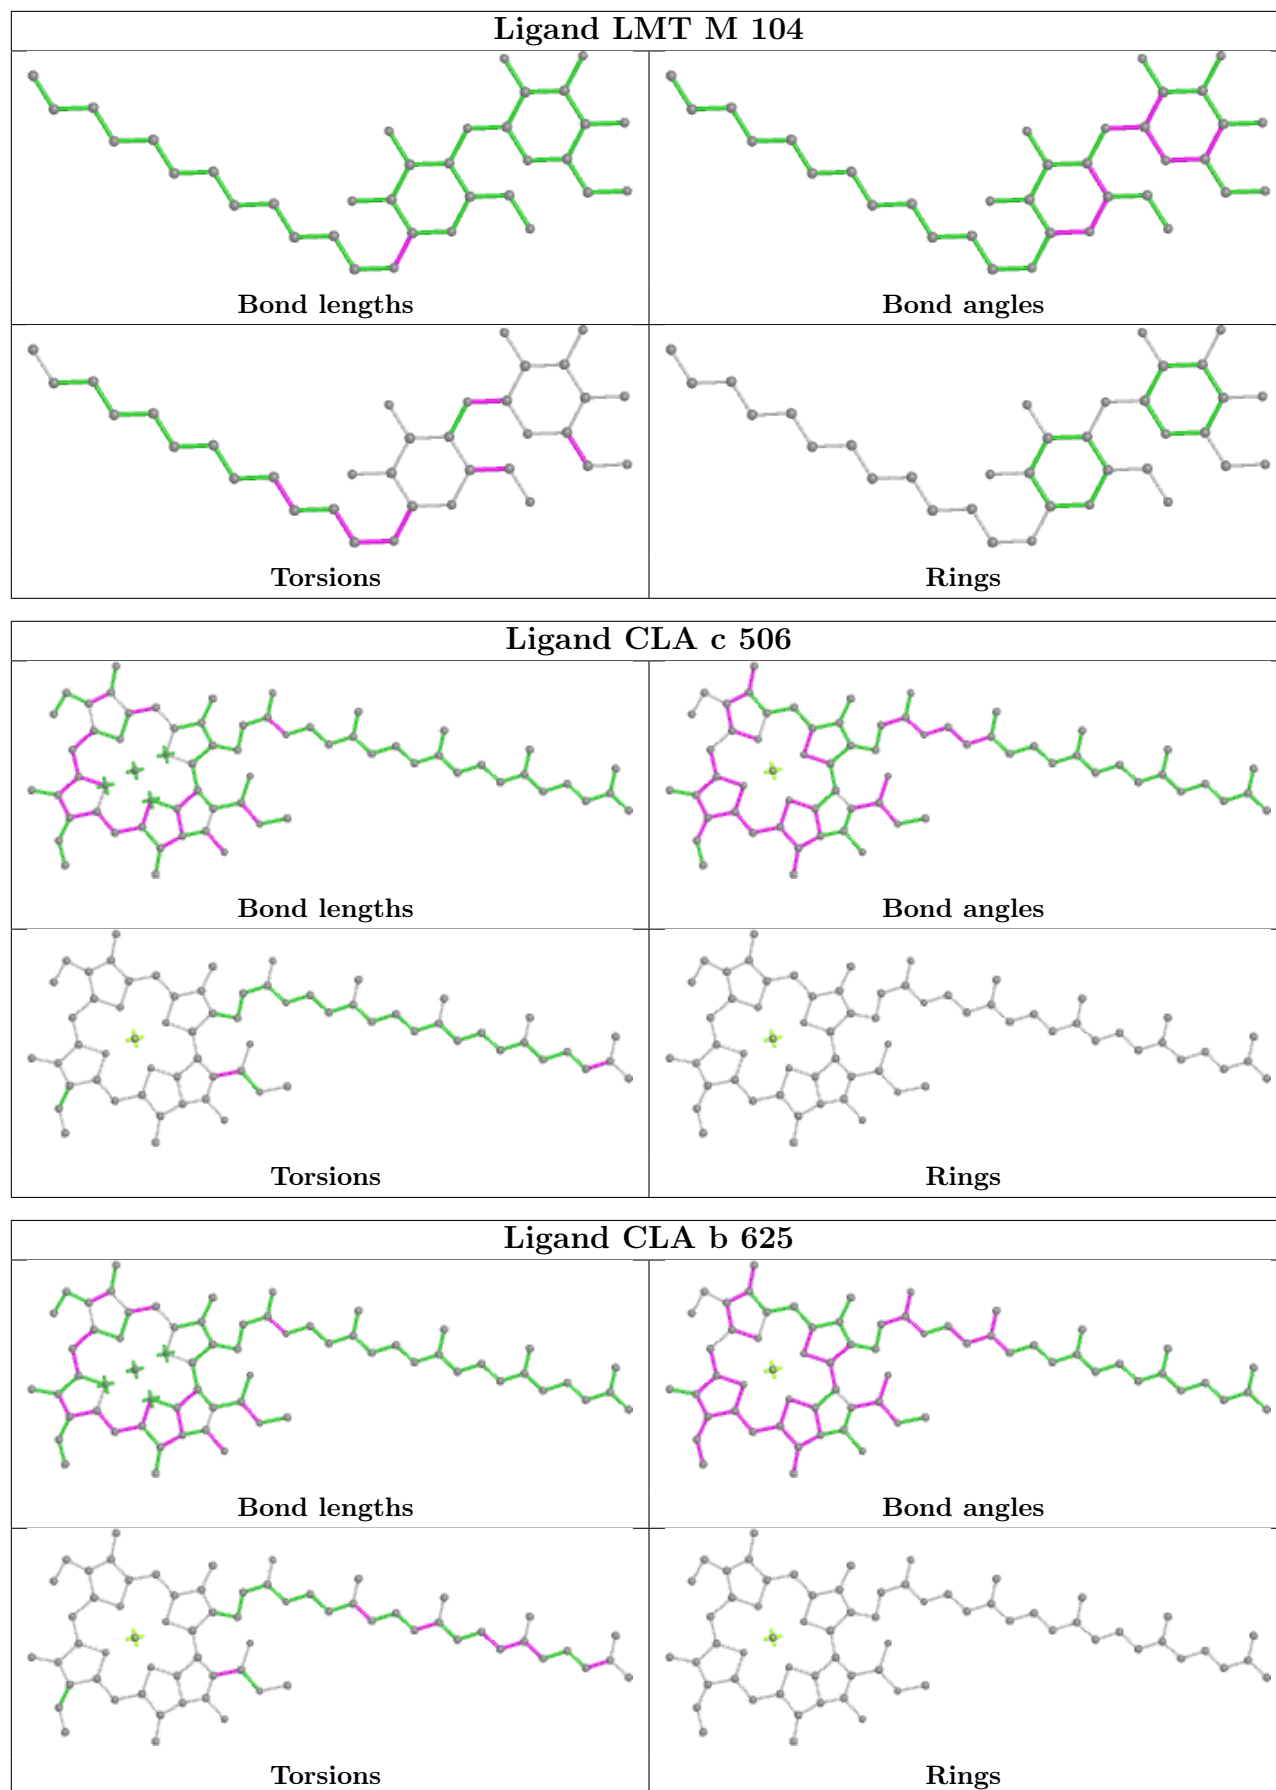 Ligand LMT M 104
Bond lengths
Bond angles
Torsions
Rings
Ligand CLA c 506
Bond lengths
Bond angles
Torsions
Rings
Ligand CLA b 625
Bond lengths
Bond angles
Torsions
Rings